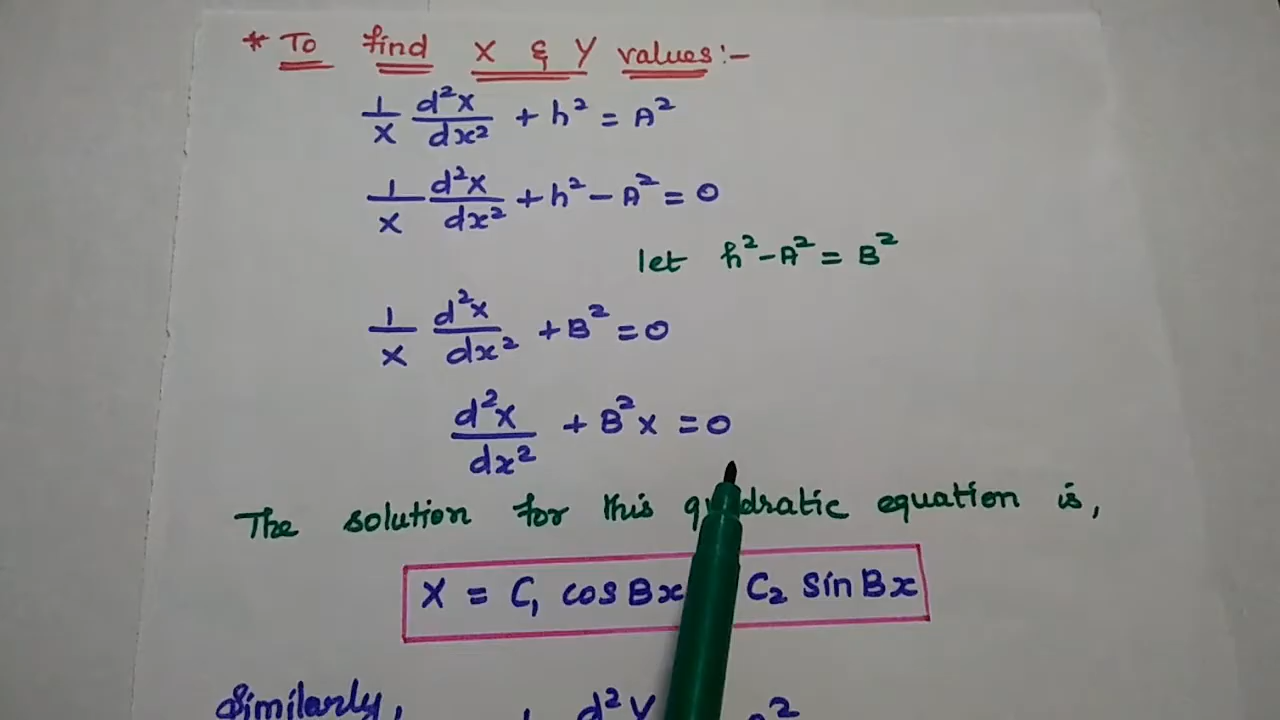 * To find X & Y values:-
1/X d²X/dx² + h² = A²
1/X d²X/dx² + h² - A² = 0
let h² - A² = B²
1/X d²X/dx² + B² = 0
d²X/dx² + B²X = 0
The solution for this equation is,
X = C₁ cos Bx C₂ sin Bx
Similarly,